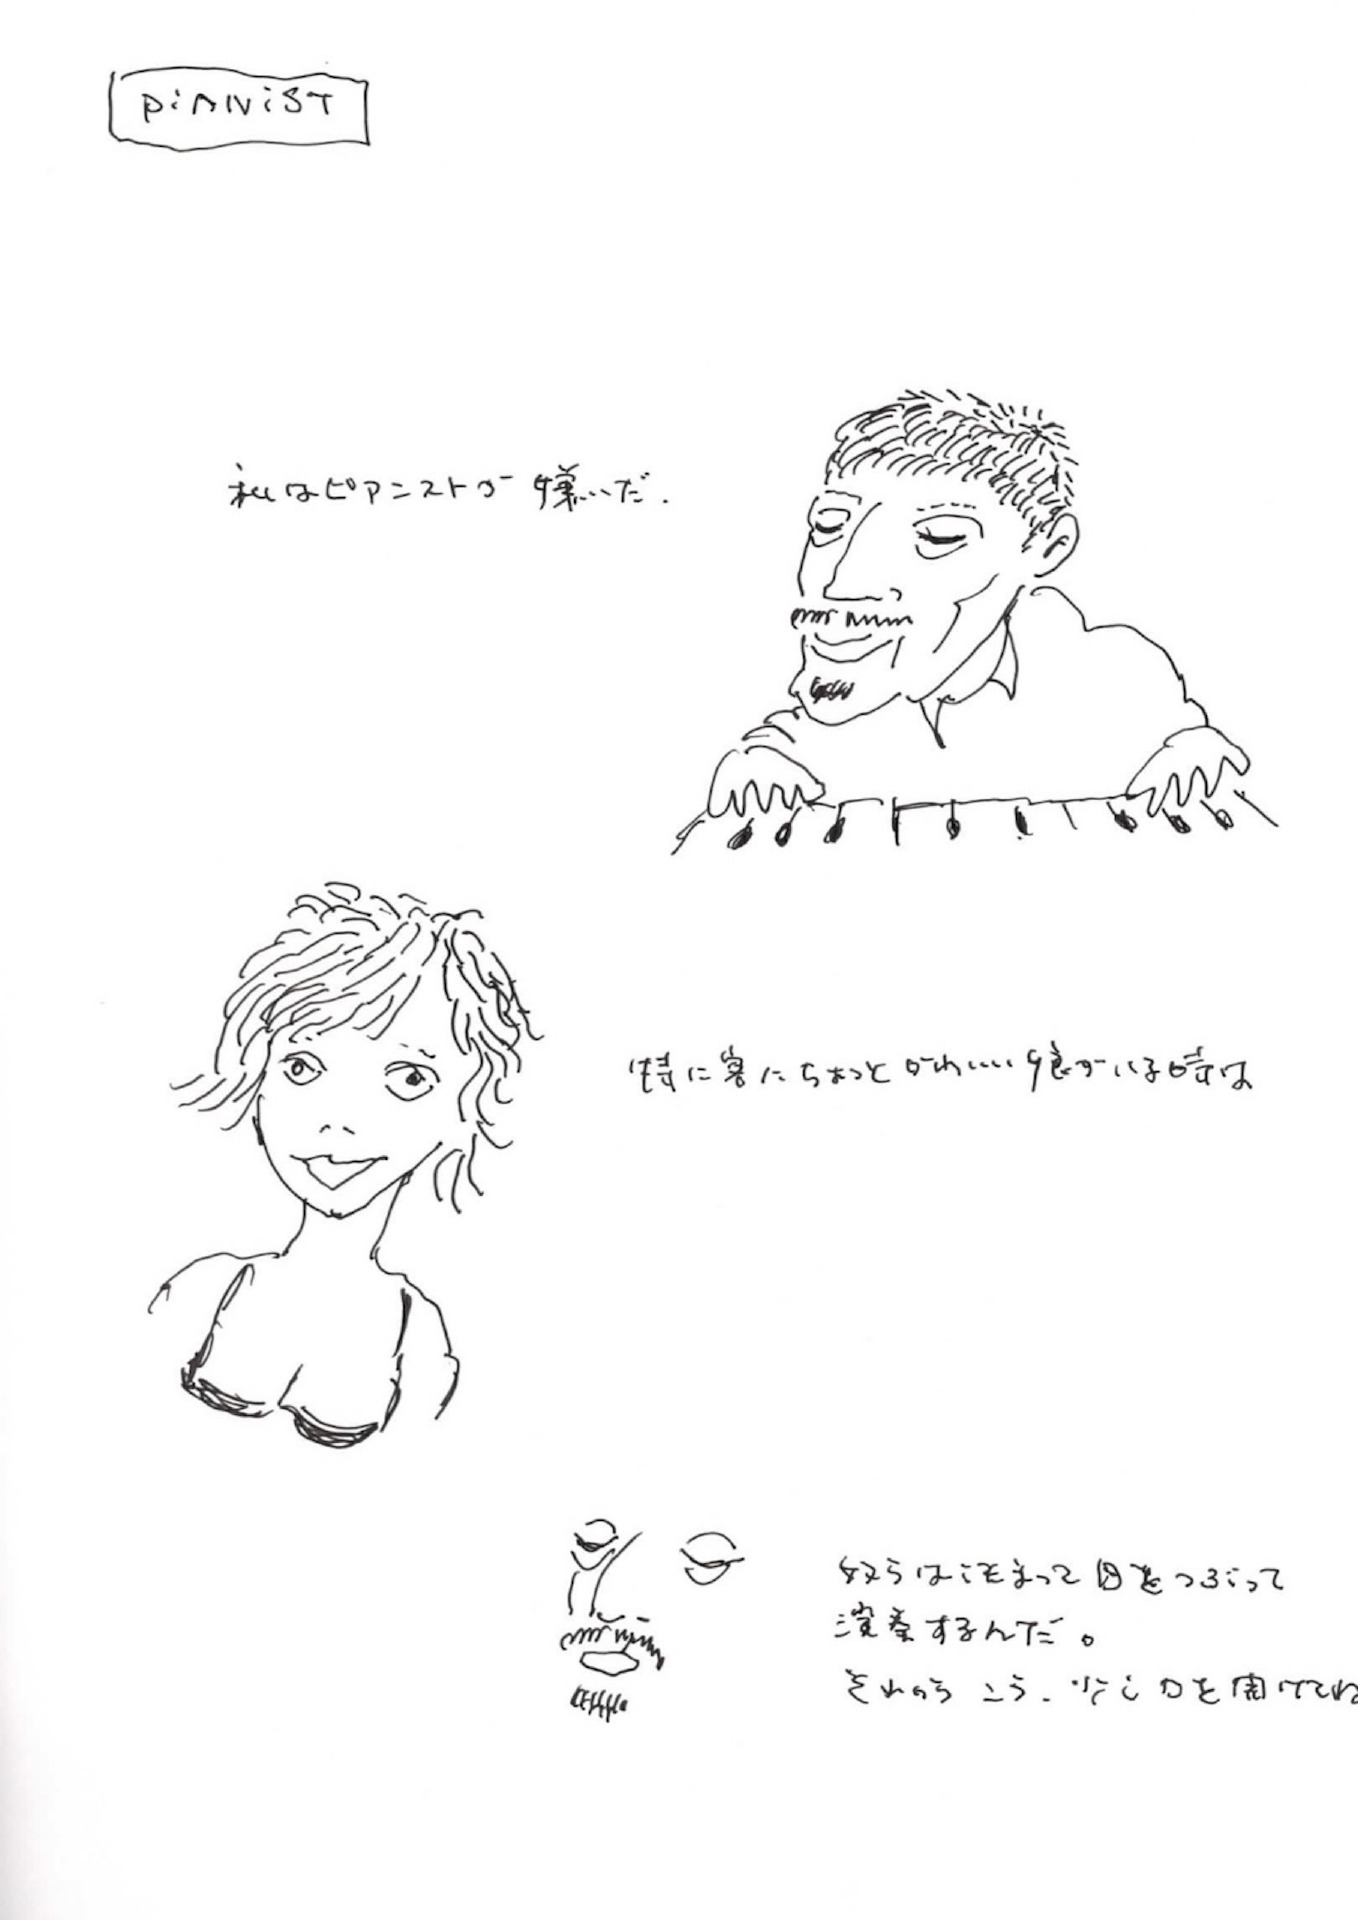 PiANiST
私はピアニストが嫌いだ.
特に客にちょっとかわいい娘がいる時は
奴らはそろって目をつぶって
演奏するんだ。
それからこう、少し口を開けてね